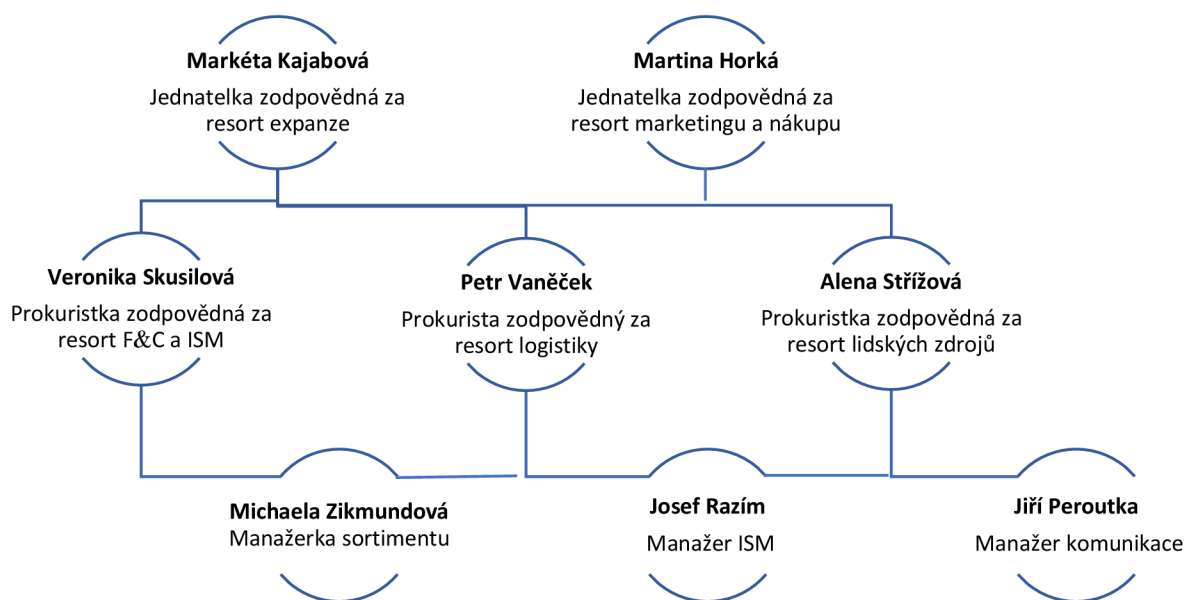 Markéta Kajabová
Jednatelka zodpovědná za
resort expanze
Martina Horká
Jednatelka zodpovědná za
resort marketingu a nákupu
Veronika Skusilová
Prokuristka zodpovědná za
resort F&C a ISM
Petr Vaněček
Prokurista zodpovědný za
resort logistiky
Alena Střížová
Prokuristka zodpovědná za
resort lidských zdrojů
Michaela Zikmundová
Manažerka sortimentu
Josef Razím
Manažer ISM
Jiří Peroutka
Manažer komunikace